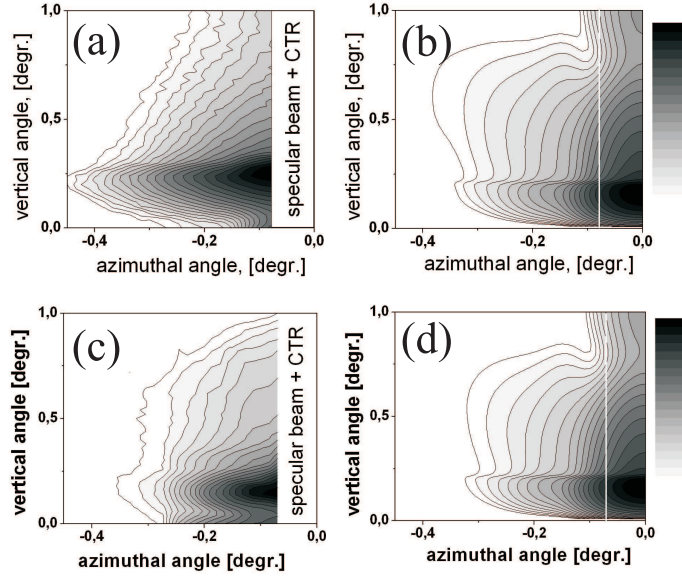 (a)
1,0
0,5
0,0
vertical angle, [degr.]
specular beam + CTR
-0,4
-0,2
0,0
azimuthal angle, [degr.]
(b)
1,0
0,5
0,0
vertical angle, [degr.]
-0,4
-0,2
0,0
azimuthal angle, [degr.]
(c)
1,0
0,5
0,0
vertical angle [degr.]
specular beam + CTR
-0,4
-0,2
0,0
azimuthal angle [degr.]
(d)
1,0
0,5
0,0
vertical angle [degr.]
-0,4
-0,2
0,0
azimuthal angle [degr.]